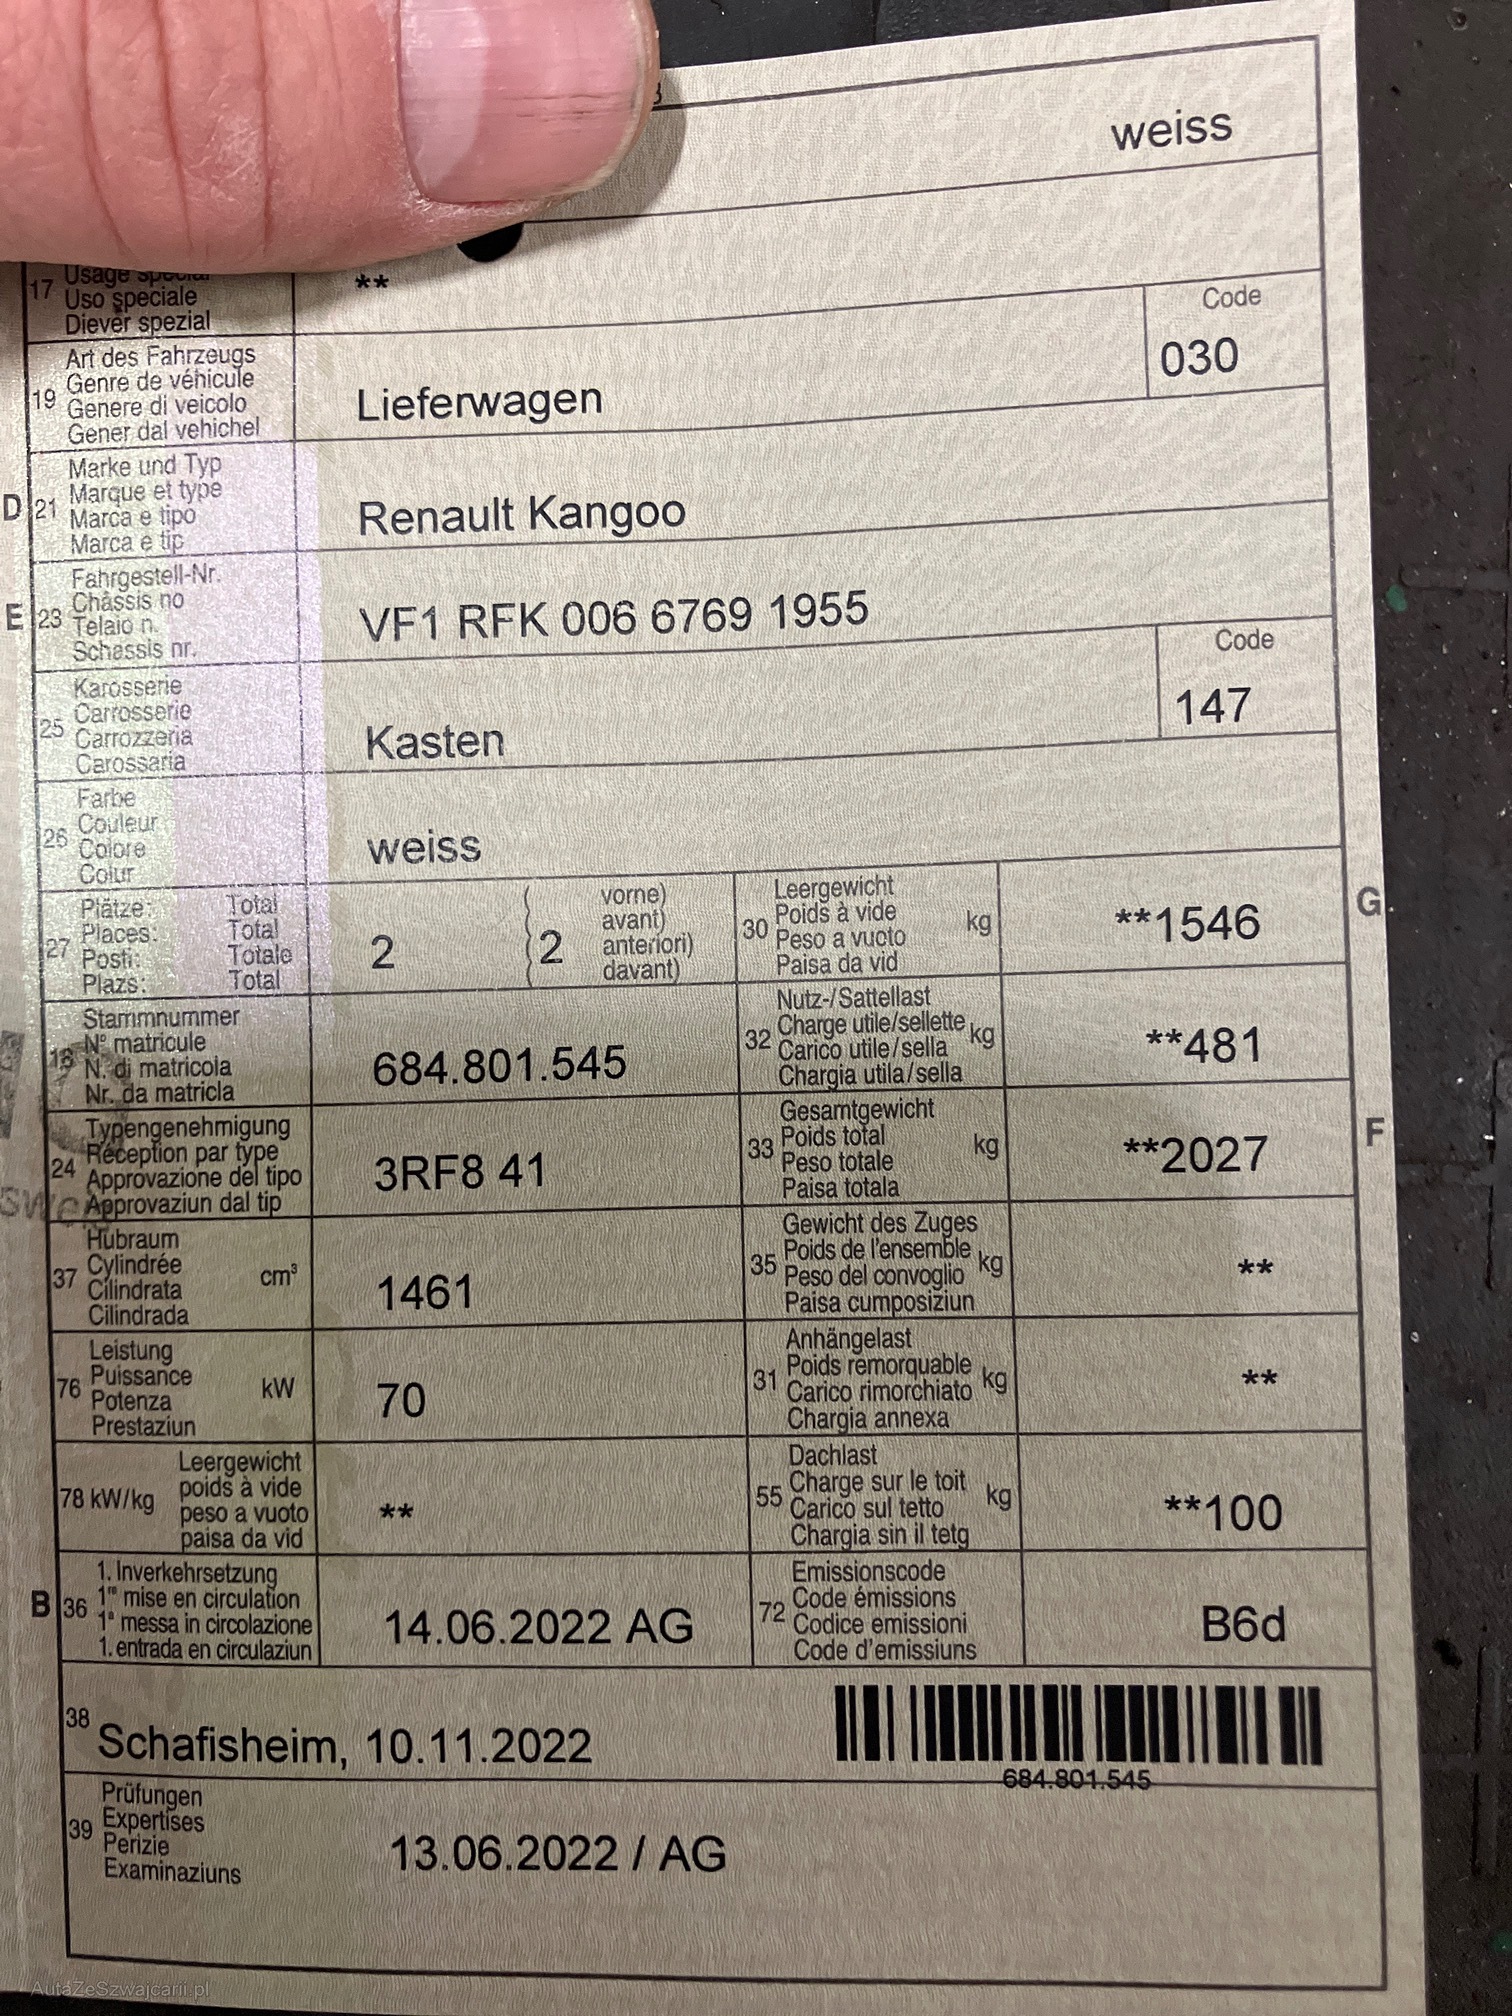 weiss
17 Usage special
Uso speciale
Diever spezial
**
19 Art des Fahrzeugs
Genre de véhicule
Genere di veicolo
Gener dal vehichel
Lieferwagen
Code
030
D 21 Marke und Typ
Marque et type
Marca e tipo
Marca e tip
Renault Kangoo
E 23 Fahrgestell-Nr.
Châssis no
Telaio n.
Schassis nr.
VF1 RFK 006 6769 1955
25 Karosserie
Carrosserie
Carrozzeria
Carossaria
Kasten
Code
147
26 Farbe
Couleur
Colore
Colur
weiss
27 Plätze: Total
Places: Total
Posti: Totale
Plazs: Total
2
2
vorne)
avant)
anteriori)
davant)
30 Leergewicht
Poids à vide
Peso a vuoto
Paisa da vid
kg
**1546
G
18 Stammnummer
N° matricule
N. di matricola
Nr. da matricla
684.801.545
32 Nutz-/Sattellast
Charge utile/sellette
Carico utile/sella
Chargia utila/sella
kg
**481
24 Typengenehmigung
Réception par type
Approvazione del tipo
Approvaziun dal tip
3RF8 41
33 Gesamtgewicht
Poids total
Peso totale
Paisa totala
kg
**2027
F
37 Hubraum
Cylindrée
Cilindrata
Cilindrada
cm³
1461
35 Gewicht des Zuges
Poids de l'ensemble
Peso del convoglio
Paisa cumposiziun
kg
**
76 Leistung
Puissance
Potenza
Prestaziun
kW
70
31 Anhängelast
Poids remorquable
Carico rimorchiato
Chargia annexa
kg
**
78 kW/kg
Leergewicht
poids à vide
peso a vuoto
paisa da vid
**
55 Dachlast
Charge sur le toit
Carico sul tetto
Chargia sin il tetg
kg
**100
B 36 1. Inverkehrsetzung
1re mise en circulation
1a messa in circolazione
1. entrada en circulaziun
14.06.2022 AG
72 Emissionscode
Code émissions
Codice emissioni
Code d'emissiuns
B6d
38 Schafisheim, 10.11.2022
684.801.545
39 Prüfungen
Expertises
Perizie
Examinaziuns
13.06.2022 / AG
AutaZeSzwajcarii.pl